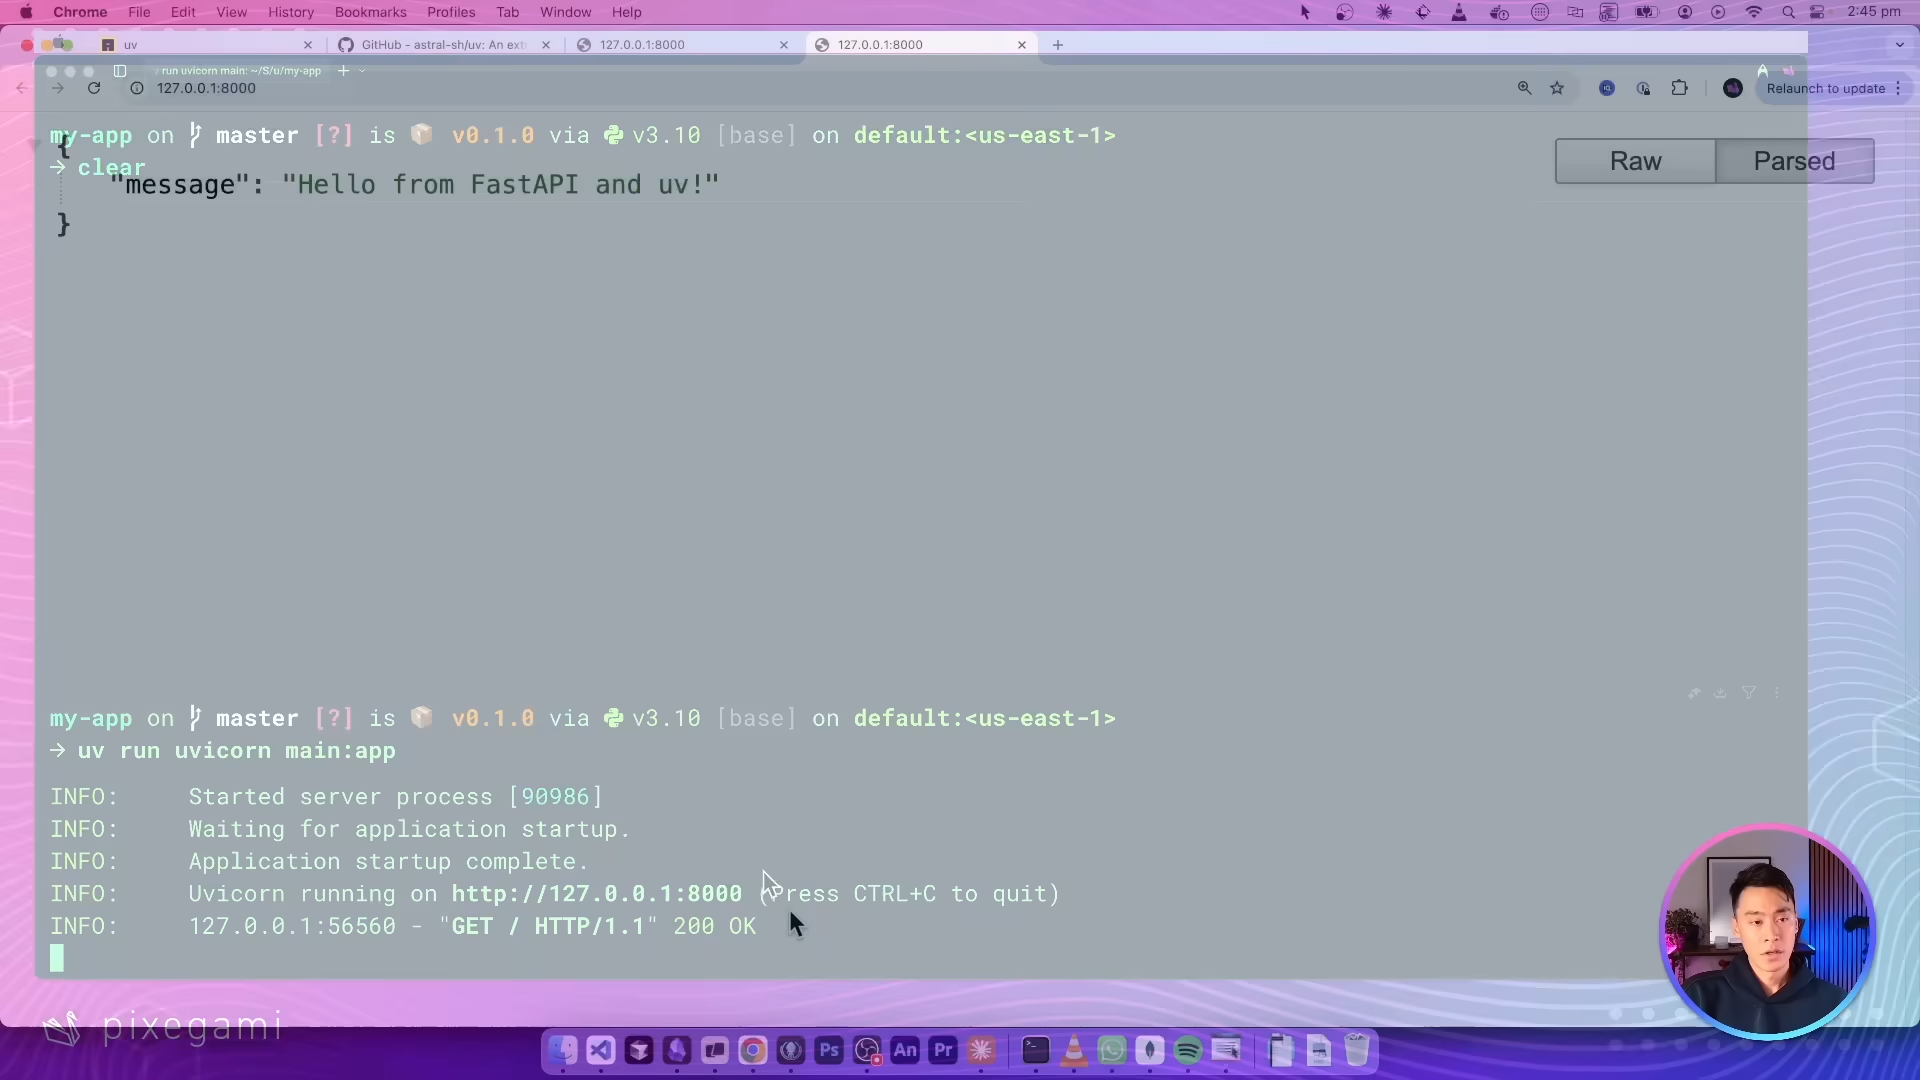 Chrome File Edit View History Bookmarks Profiles Tab Window Help 2:45 pm
uv GitHub - astral-sh/uv: An ext 127.0.0.1:8000 127.0.0.1:8000
run uvicorn main: ~/S/u/my-app
127.0.0.1:8000 Relaunch to update
my-app on master [?] is v0.1.0 via v3.10 [base] on default:<us-east-1>
{
→ clear
Raw Parsed
"message": "Hello from FastAPI and uv!"
}
my-app on master [?] is v0.1.0 via v3.10 [base] on default:<us-east-1>
→ uv run uvicorn main:app
INFO: Started server process [90986]
INFO: Waiting for application startup.
INFO: Application startup complete.
INFO: Uvicorn running on http://127.0.0.1:8000 (Press CTRL+C to quit)
INFO: 127.0.0.1:56560 - "GET / HTTP/1.1" 200 OK
pixegami
Ps An Pr